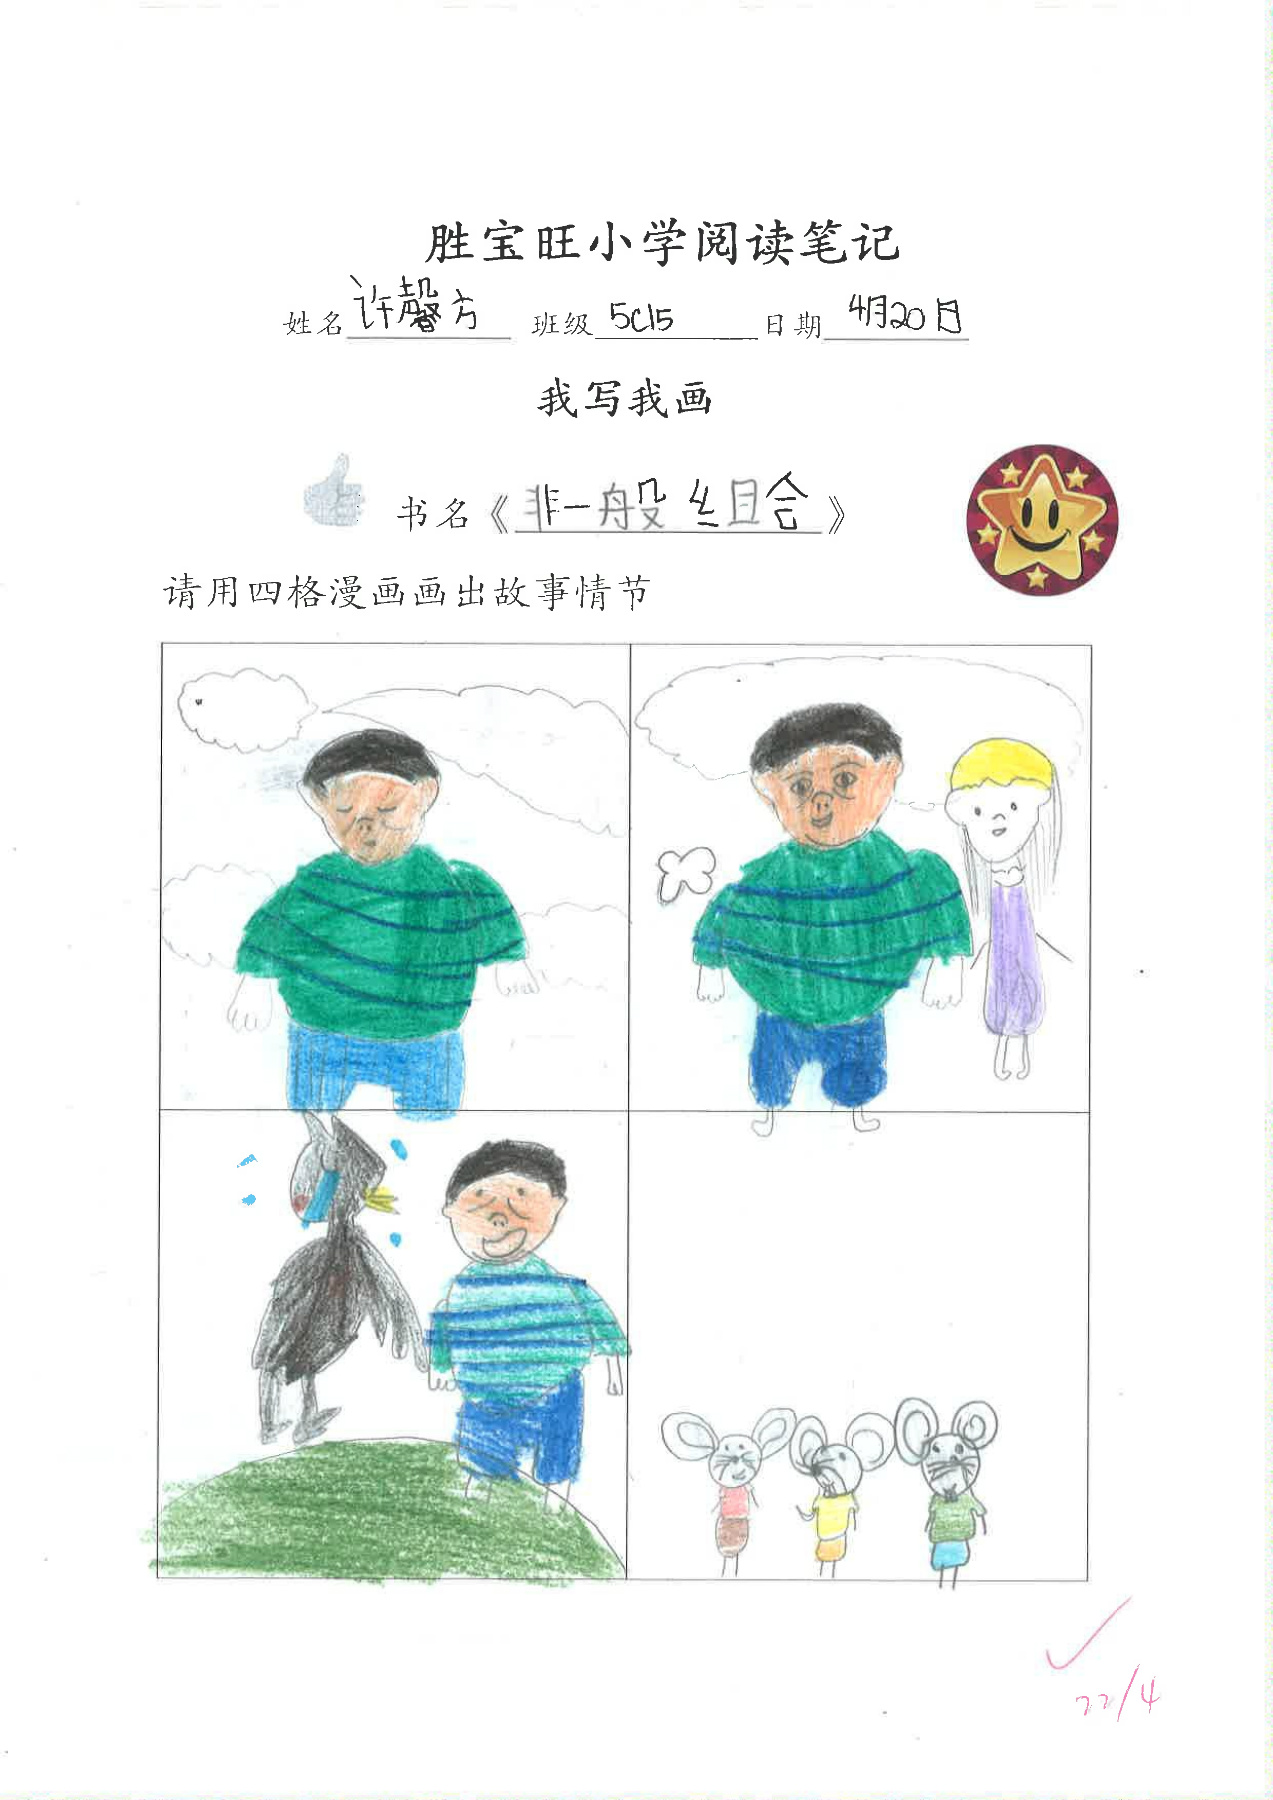 胜宝旺小学阅读笔记
姓名 许馨方 班级 5C15 日期 4月20日
我写我画
书名《 非一般组合 》
请用四格漫画画出故事情节
22/4